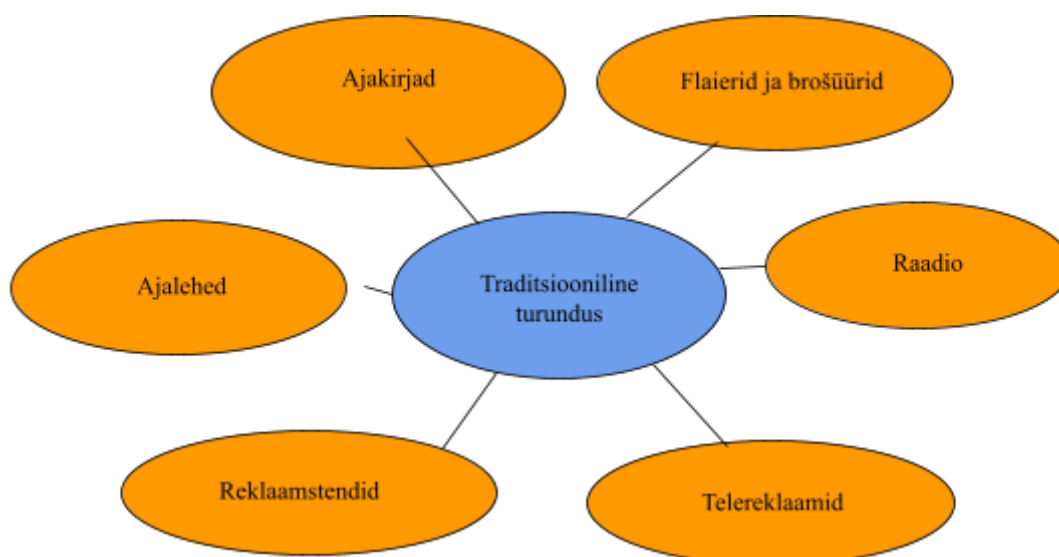 Ajakirjad
Flaierid ja brošüürid
Ajalehed
Traditsiooniline
turundus
Raadio
Reklaamstendid
Telereklaamid